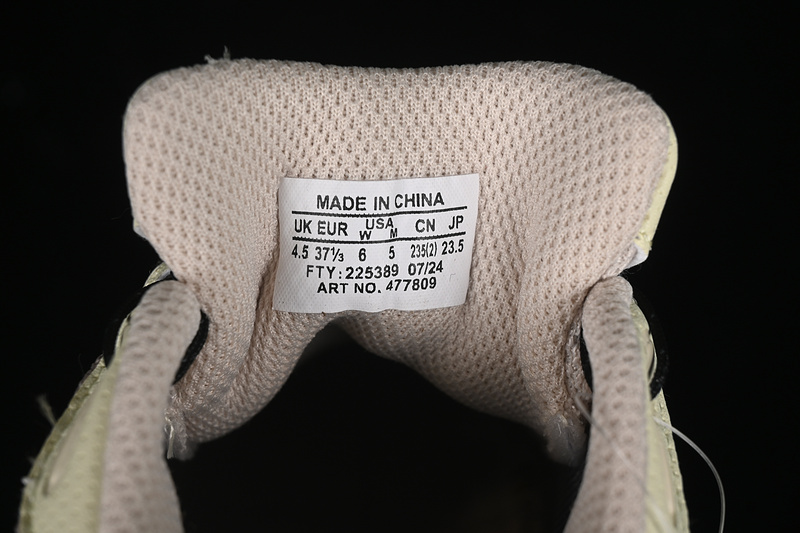 MADE IN CHINA
UK EUR USA CN JP
W M
4.5 37⅓ 6 5 235(2) 23.5
FTY: 225389 07/24
ART NO. 477809